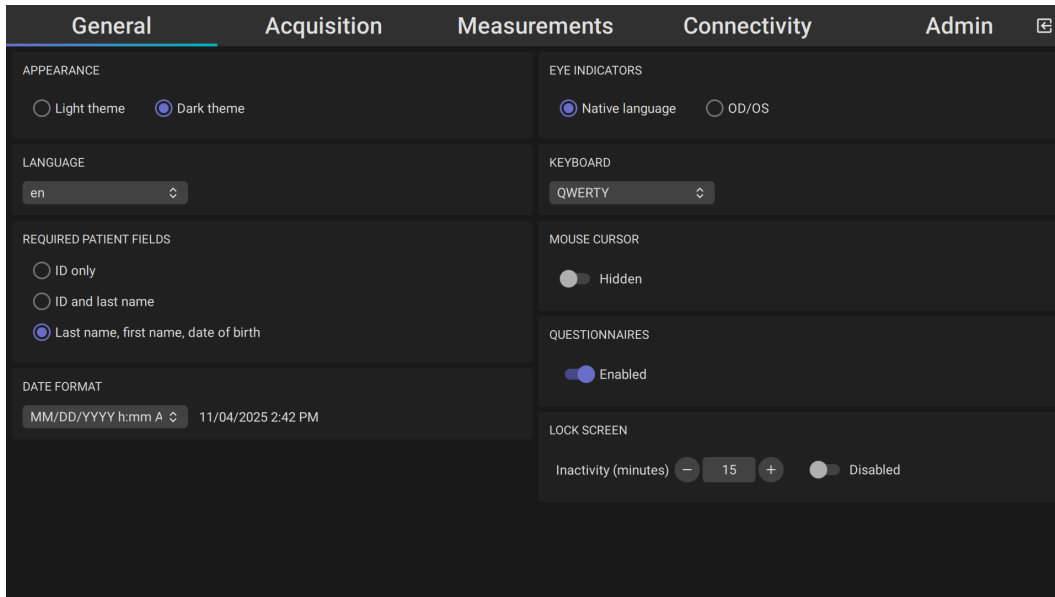 General Acquisition Measurements Connectivity Admin
APPEARANCE
Light theme Dark theme
LANGUAGE
en
REQUIRED PATIENT FIELDS
ID only
ID and last name
Last name, first name, date of birth
DATE FORMAT
MM/DD/YYYY h:mm A 11/04/2025 2:42 PM
EYE INDICATORS
Native language OD/OS
KEYBOARD
QWERTY
MOUSE CURSOR
Hidden
QUESTIONNAIRES
Enabled
LOCK SCREEN
Inactivity (minutes) − 15 + Disabled